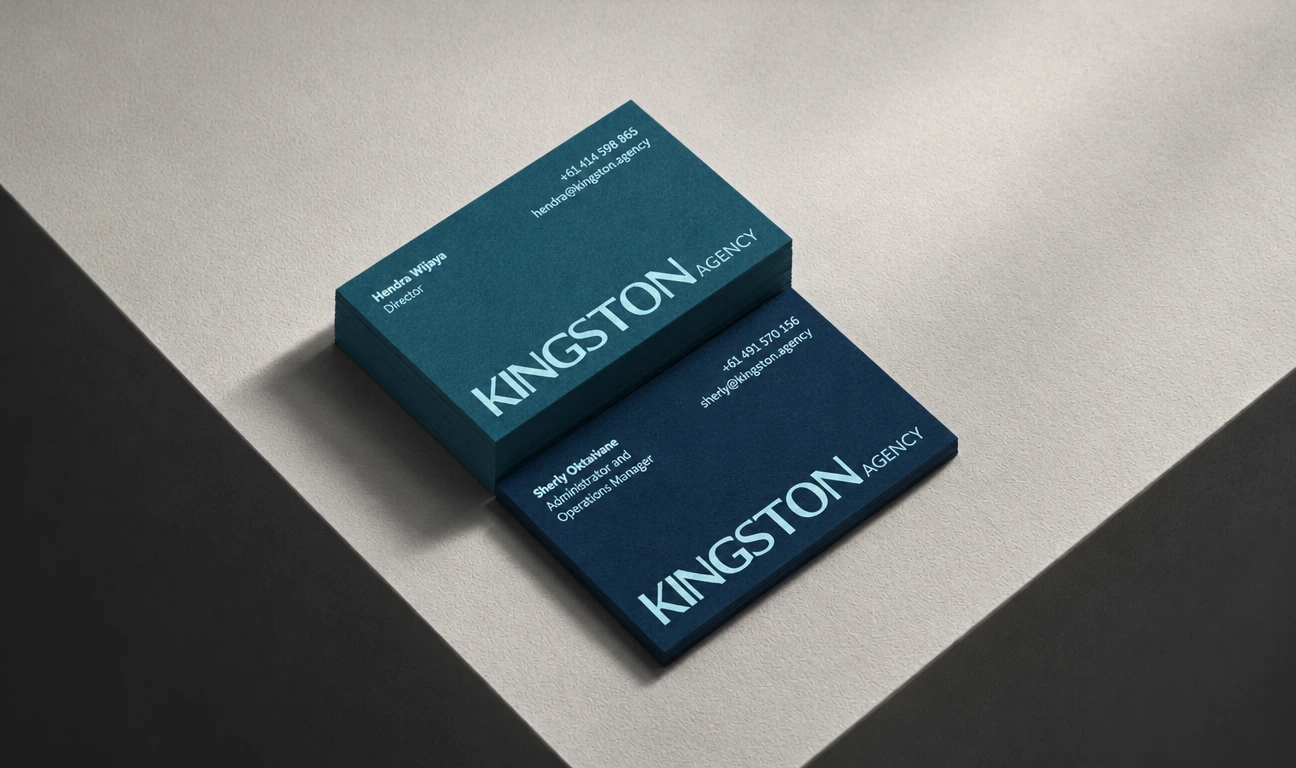 +61 414 598 865
hendra@kingston.agency
Hendra Wijaya
Director
KINGSTON AGENCY
+61 491 570 156
sherly@kingston.agency
Sherly Oktaivane
Administrator and
Operations Manager
KINGSTON AGENCY